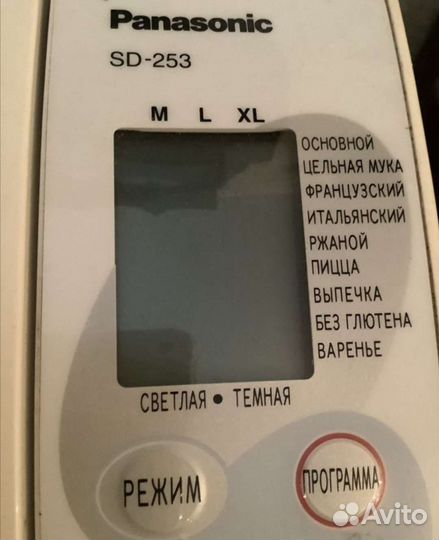 Panasonic
SD-253
M L XL
ОСНОВНОЙ
ЦЕЛЬНАЯ МУКА
ФРАНЦУЗСКИЙ
ИТАЛЬЯНСКИЙ
РЖАНОЙ
ПИЦЦА
ВЫПЕЧКА
БЕЗ ГЛЮТЕНА
ВАРЕНЬЕ
СВЕТЛАЯ • ТЕМНАЯ
РЕЖИМ
ПРОГРАММА
Avito